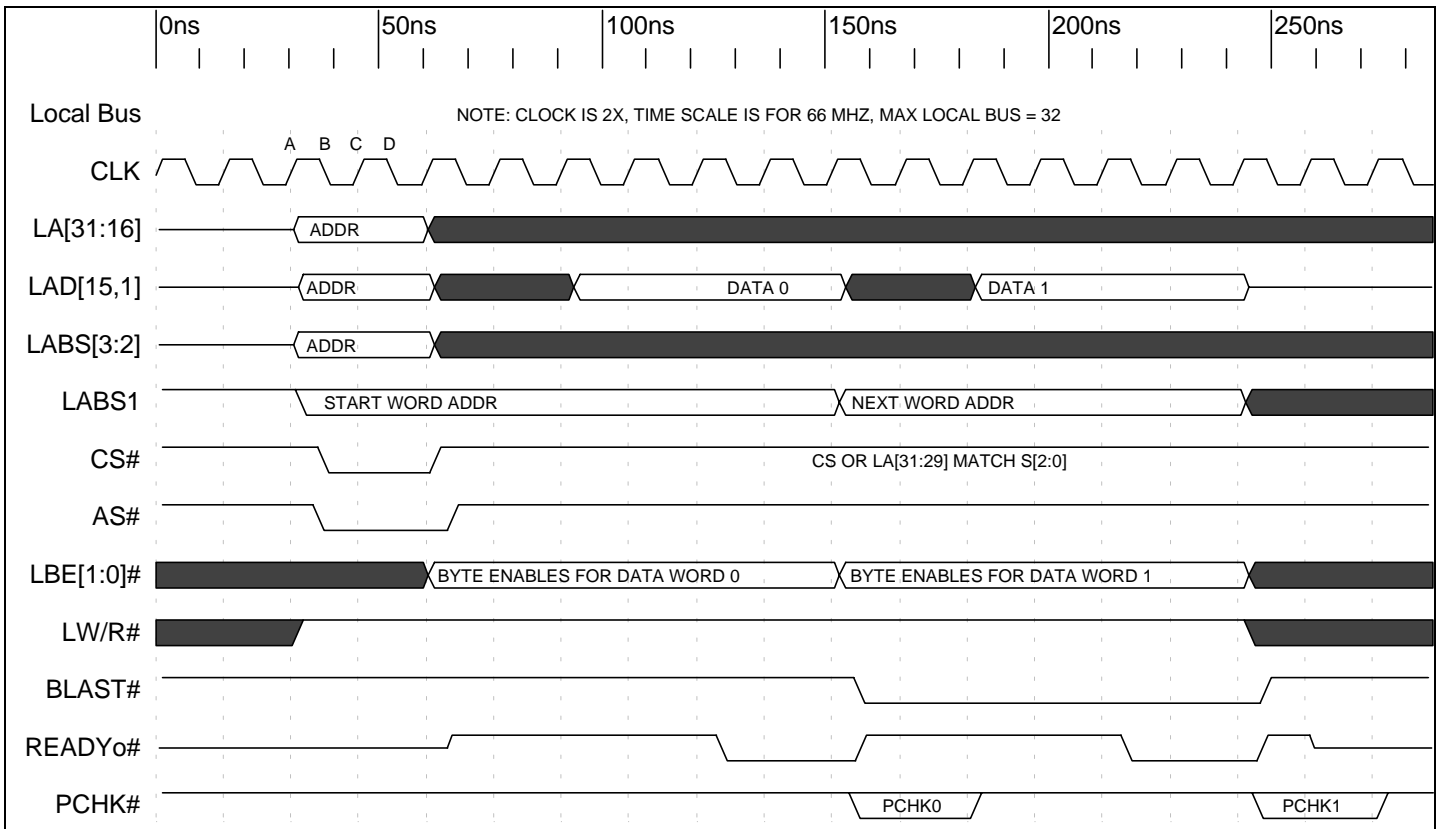 0ns 50ns 100ns 150ns 200ns 250ns
Local Bus NOTE: CLOCK IS 2X, TIME SCALE IS FOR 66 MHZ, MAX LOCAL BUS = 32
A B C D
CLK
LA[31:16] ADDR
LAD[15,1] ADDR DATA 0 DATA 1
LABS[3:2] ADDR
LABS1 START WORD ADDR NEXT WORD ADDR
CS# CS OR LA[31:29] MATCH S[2:0]
AS#
LBE[1:0]# BYTE ENABLES FOR DATA WORD 0 BYTE ENABLES FOR DATA WORD 1
LW/R#
BLAST#
READYo#
PCHK# PCHK0 PCHK1